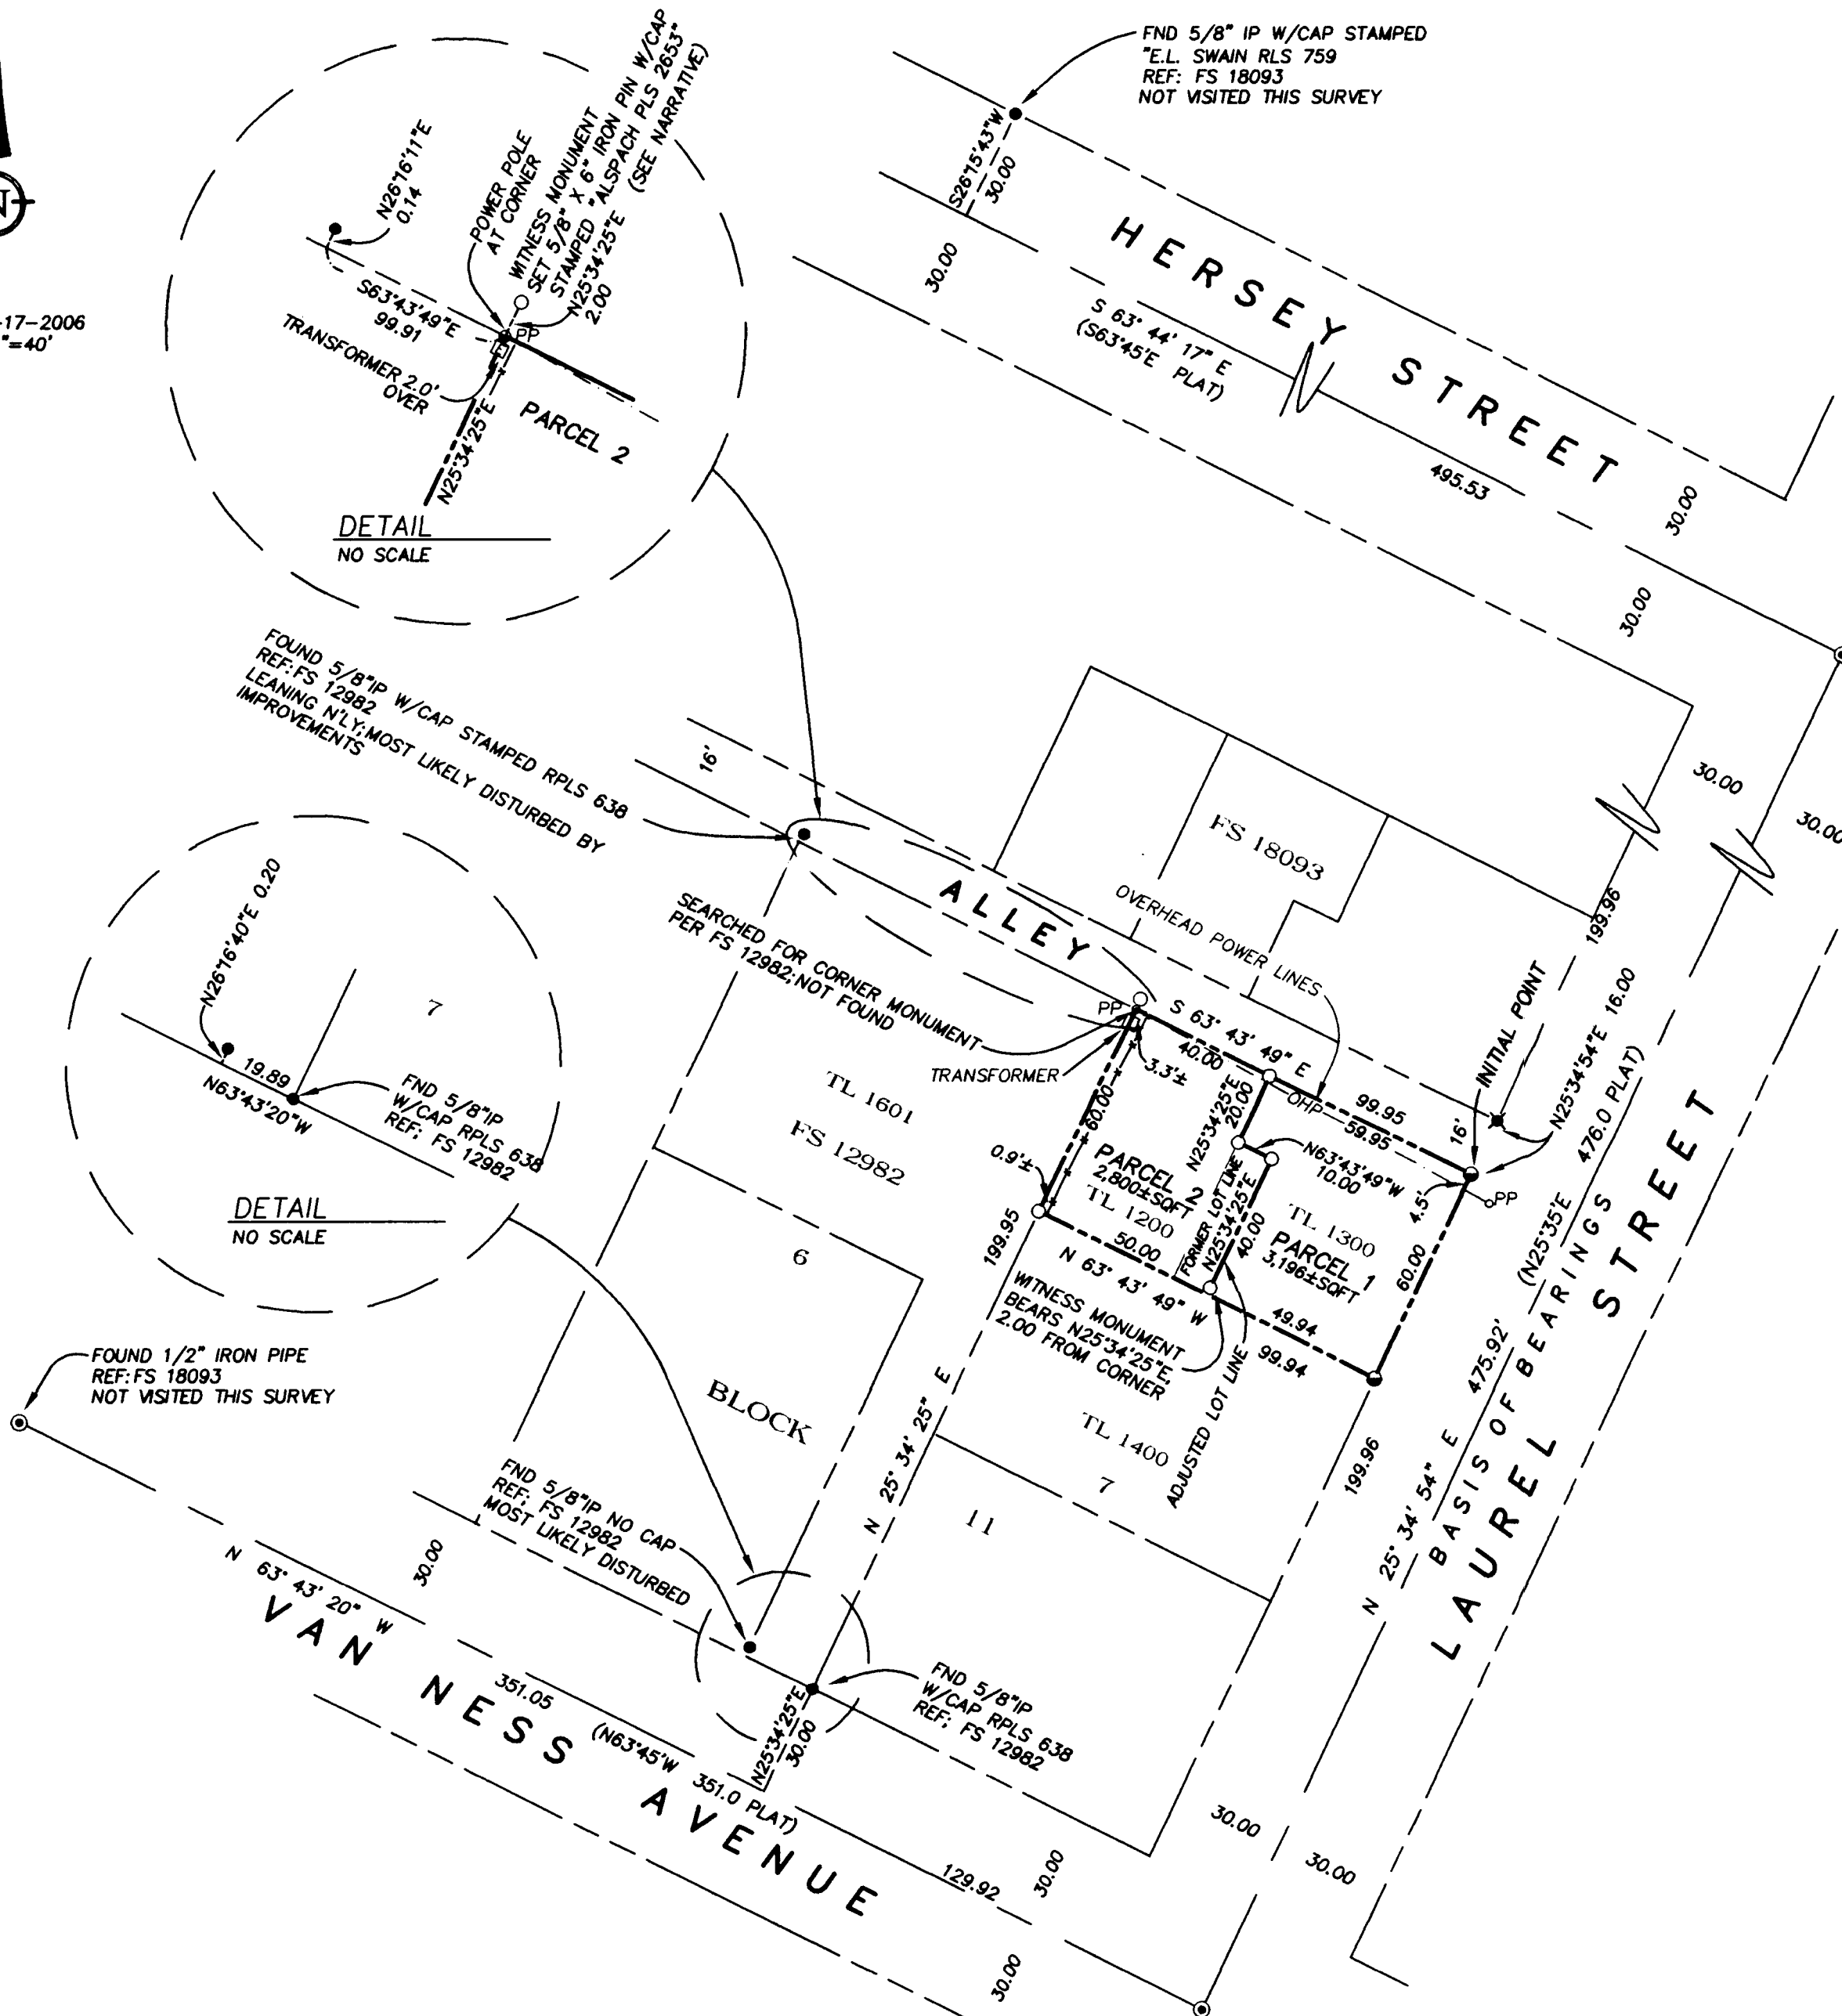 FND 5/8" IP W/CAP STAMPED
"E.L. SWAIN RLS 759
REF: FS 18093
NOT VISITED THIS SURVEY
S26°15'43"W
30.00
30.00
HERSEY STREET
S 63° 44' 17" E
(S63°45'E PLAT)
495.53
30.00
30.00
N
-17-2006
"=40'
N26°16'11"E
0.14
POWER POLE
AT CORNER
WITNESS MONUMENT
SET 5/8" X 6" IRON PIN W/CAP
STAMPED "ALSPACH PLS 2653"
N25°34'25"E (SEE NARRATIVE)
2.00
S63°43'49"E
99.91
PP
TRANSFORMER 2.0'
OVER
N25°34'25"E
PARCEL 2
DETAIL
NO SCALE
FOUND 5/8"IP W/CAP STAMPED RPLS 638
REF: FS 12982
LEANING N'LY;MOST LIKELY DISTURBED BY
IMPROVEMENTS
16'
ALLEY
FS 18093
OVERHEAD POWER LINES
30.00
30.00
199.96
SEARCHED FOR CORNER MONUMENT
PER FS 12982;NOT FOUND
TRANSFORMER
PP
S 63° 43' 49" E
40.00
3.3'±
OHP
99.95
59.95
16'
INITIAL POINT
N25°34'54"E 16.00
4.5'
PP
60.00
0.9'±
N25°34'25"E
20.00
N63°43'49"W
10.00
PARCEL 2
2,800±SQFT
TL 1200
FORMER LOT LINE
N25°34'25"E
40.00
TL 1300
PARCEL 1
3,196±SQFT
60.00
50.00
N 63° 43' 49" W
49.94
99.94
WITNESS MONUMENT
BEARS N25°34'25"E,
2.00 FROM CORNER
ADJUSTED LOT LINE
TL 1400
7
11
TL 1601
FS 12982
6
BLOCK
199.95
N 25° 34' 25" E
199.96
N 25° 34' 54" E 475.92'
(N25°35'E 476.0 PLAT)
BASIS OF BEARINGS
LAUREL STREET
N26°16'40"E 0.20
7
19.89
N63°43'20"W
FND 5/8"IP
W/CAP RPLS 638
REF; FS 12982
DETAIL
NO SCALE
FOUND 1/2" IRON PIPE
REF: FS 18093
NOT VISITED THIS SURVEY
FND 5/8"IP NO CAP
REF; FS 12982
MOST LIKELY DISTURBED
30.00
N 63° 43' 20" W
VAN NESS AVENUE
351.05
(N63°45'W 351.0 PLAT)
N25°34'25"E
30.00
FND 5/8"IP
W/CAP RPLS 638
REF; FS 12982
129.92
30.00
30.00
30.00
30.00